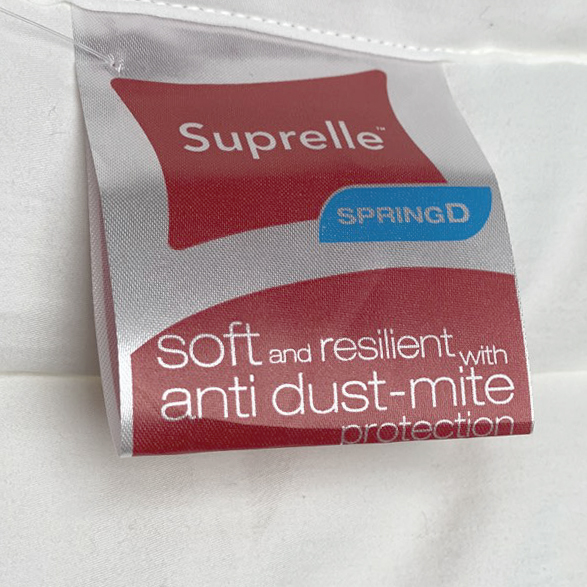 Suprelle™
SPRINGD
soft and resilient with
anti dust-mite
protection